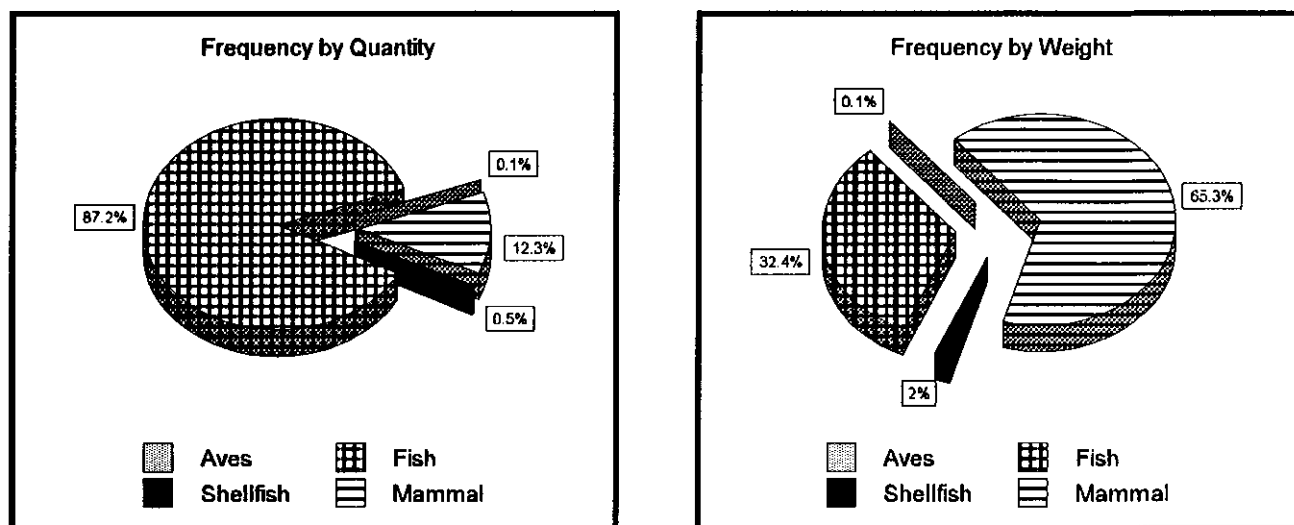 Frequency by Quantity
0.1%
87.2%
12.3%
0.5%
Aves
Fish
Shellfish
Mammal
Frequency by Weight
0.1%
65.3%
32.4%
2%
Aves
Fish
Shellfish
Mammal